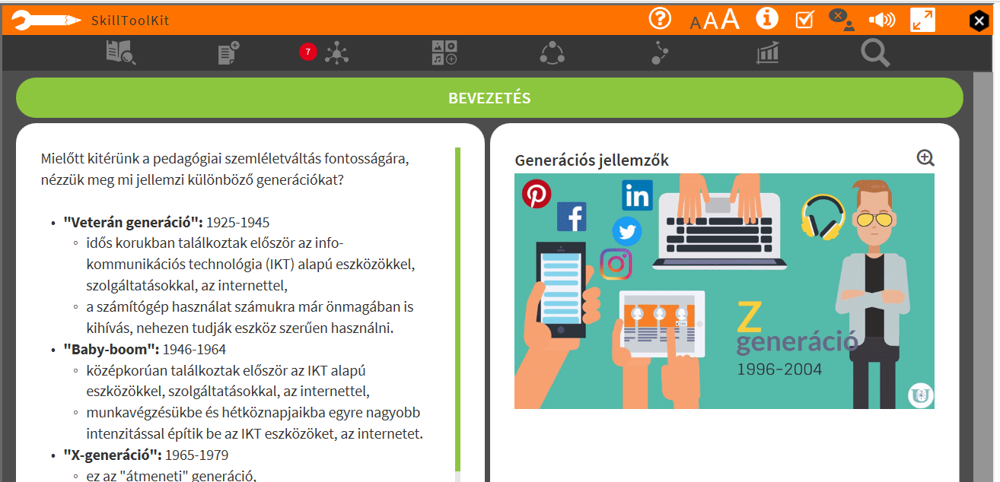 SkillToolKit
A A A
7
BEVEZETÉS
Mielőtt kitérünk a pedagógiai szemléletváltás fontosságára,
nézzük meg mi jellemzi különböző generációkat?
• "Veterán generáció": 1925-1945
◦ idős korukban találkoztak először az info-
kommunikációs technológia (IKT) alapú eszközökkel,
szolgáltatásokkal, az internettel,
◦ a számítógép használat számukra már önmagában is
kihívás, nehezen tudják eszköz szerűen használni.
• "Baby-boom": 1946-1964
◦ középkorúan találkoztak először az IKT alapú
eszközökkel, szolgáltatásokkal, az internettel,
◦ munkavégzésükbe és hétköznapjaikba egyre nagyobb
intenzitással építik be az IKT eszközöket, az internetet.
• "X-generáció": 1965-1979
◦ ez az "átmeneti" generáció,
Generációs jellemzők
in
Z
generáció
1996-2004
U